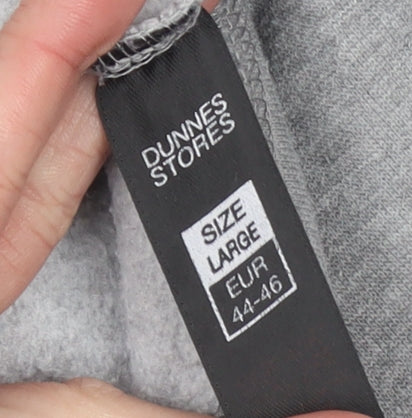 DUNNES
STORES
SIZE
LARGE
EUR
44-46